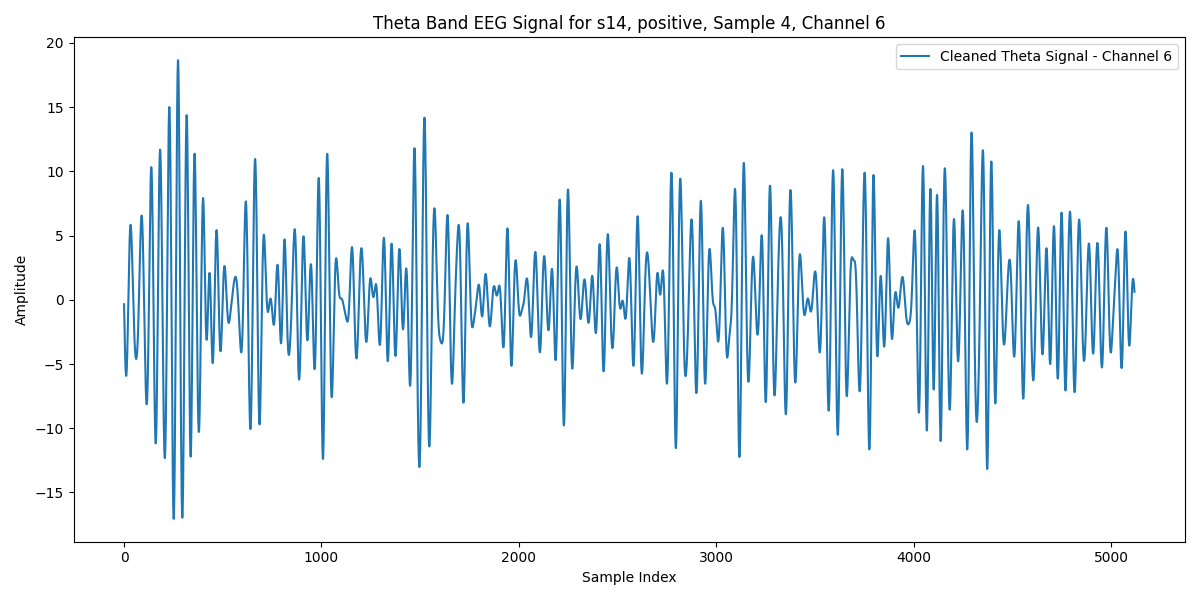 Theta Band EEG Signal for s14, positive, Sample 4, Channel 6
Cleaned Theta Signal - Channel 6
Amplitude
20
15
10
5
0
−5
−10
−15
0 1000 2000 3000 4000 5000
Sample Index